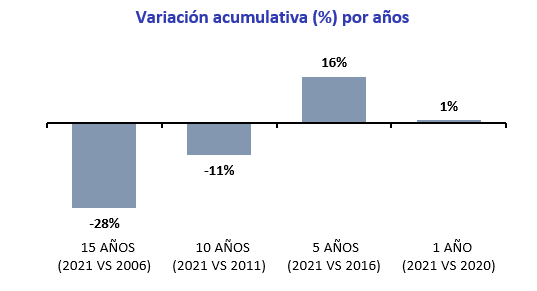 Variación acumulativa (%) por años
16%
1%
-11%
-28%
15 AÑOS
(2021 VS 2006)
10 AÑOS
(2021 VS 2011)
5 AÑOS
(2021 VS 2016)
1 AÑO
(2021 VS 2020)